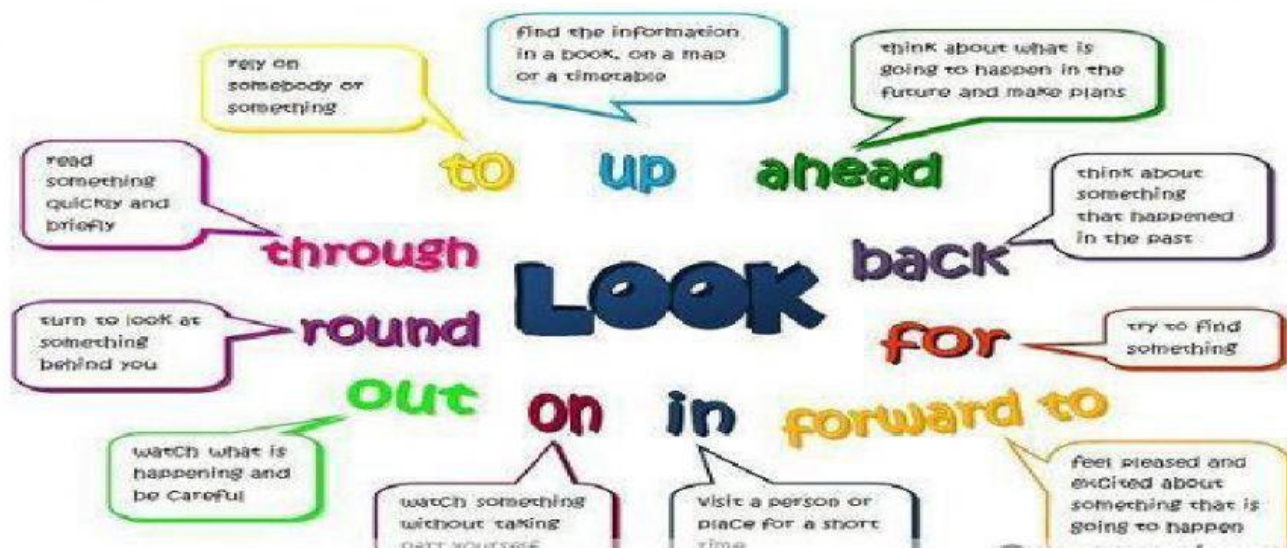 find the information
in a book, on a map
or a timetable
think about what is
going to happen in the
future and make plans
rely on
somebody or
something
to
up
ahead
read
something
quickly and
briefly
think about
something
that happened
in the past
through
LOOK
back
turn to look at
something
behind you
round
for
try to find
something
out
on
in
forward to
watch what is
happening and
be careful
watch something
without taking
part yourself
visit a person or
place for a short
time
feel pleased and
excited about
something that is
going to happen